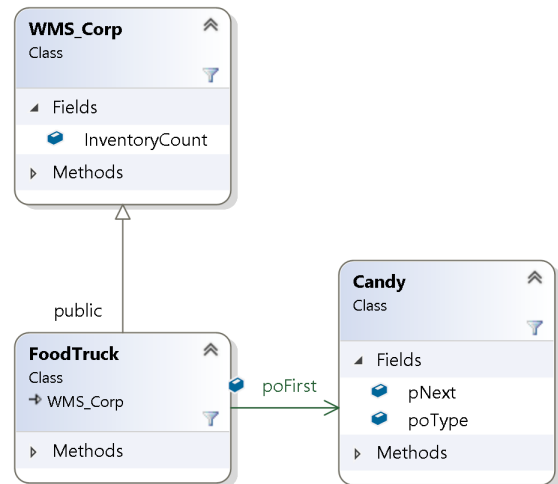 WMS_Corp
Class
Fields
InventoryCount
Methods
public
FoodTruck
Class
WMS_Corp
Methods
poFirst
Candy
Class
Fields
pNext
poType
Methods